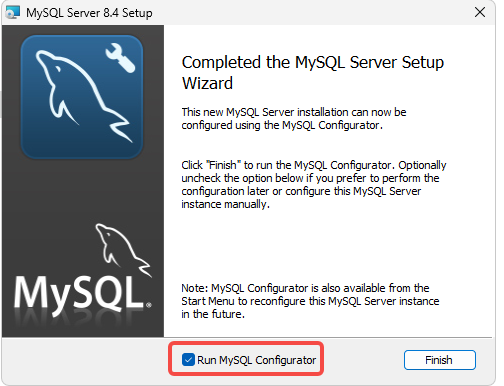 MySQL Server 8.4 Setup
Completed the MySQL Server Setup
Wizard
This new MySQL Server installation can now be
configured using the MySQL Configurator.
Click "Finish" to run the MySQL Configurator. Optionally
uncheck the option below if you prefer to perform the
configuration later or configure this MySQL Server
instance manually.
MySQL®
Note: MySQL Configurator is also available from the
Start Menu to reconfigure this MySQL Server instance
in the future.
Run MySQL Configurator
Finish